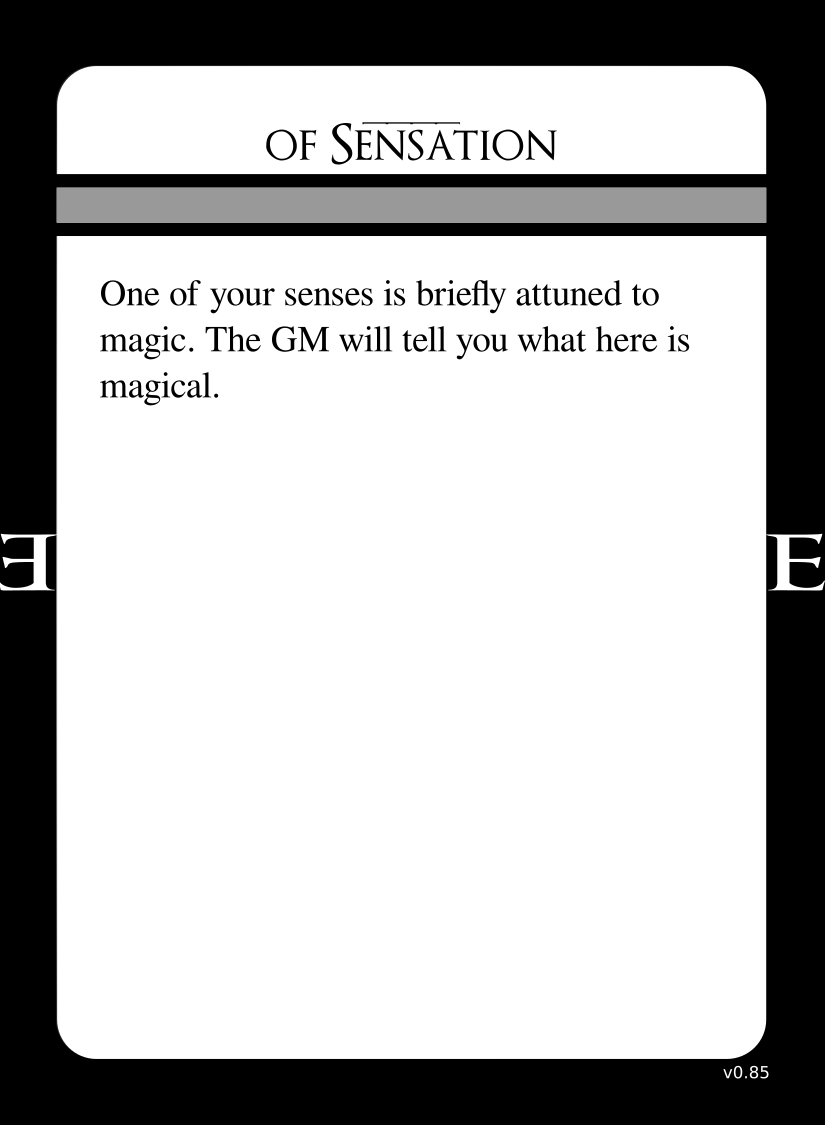 _____
OF SENSATION
One of your senses is briefly attuned to
magic. The GM will tell you what here is
magical.
E
E
v0.85